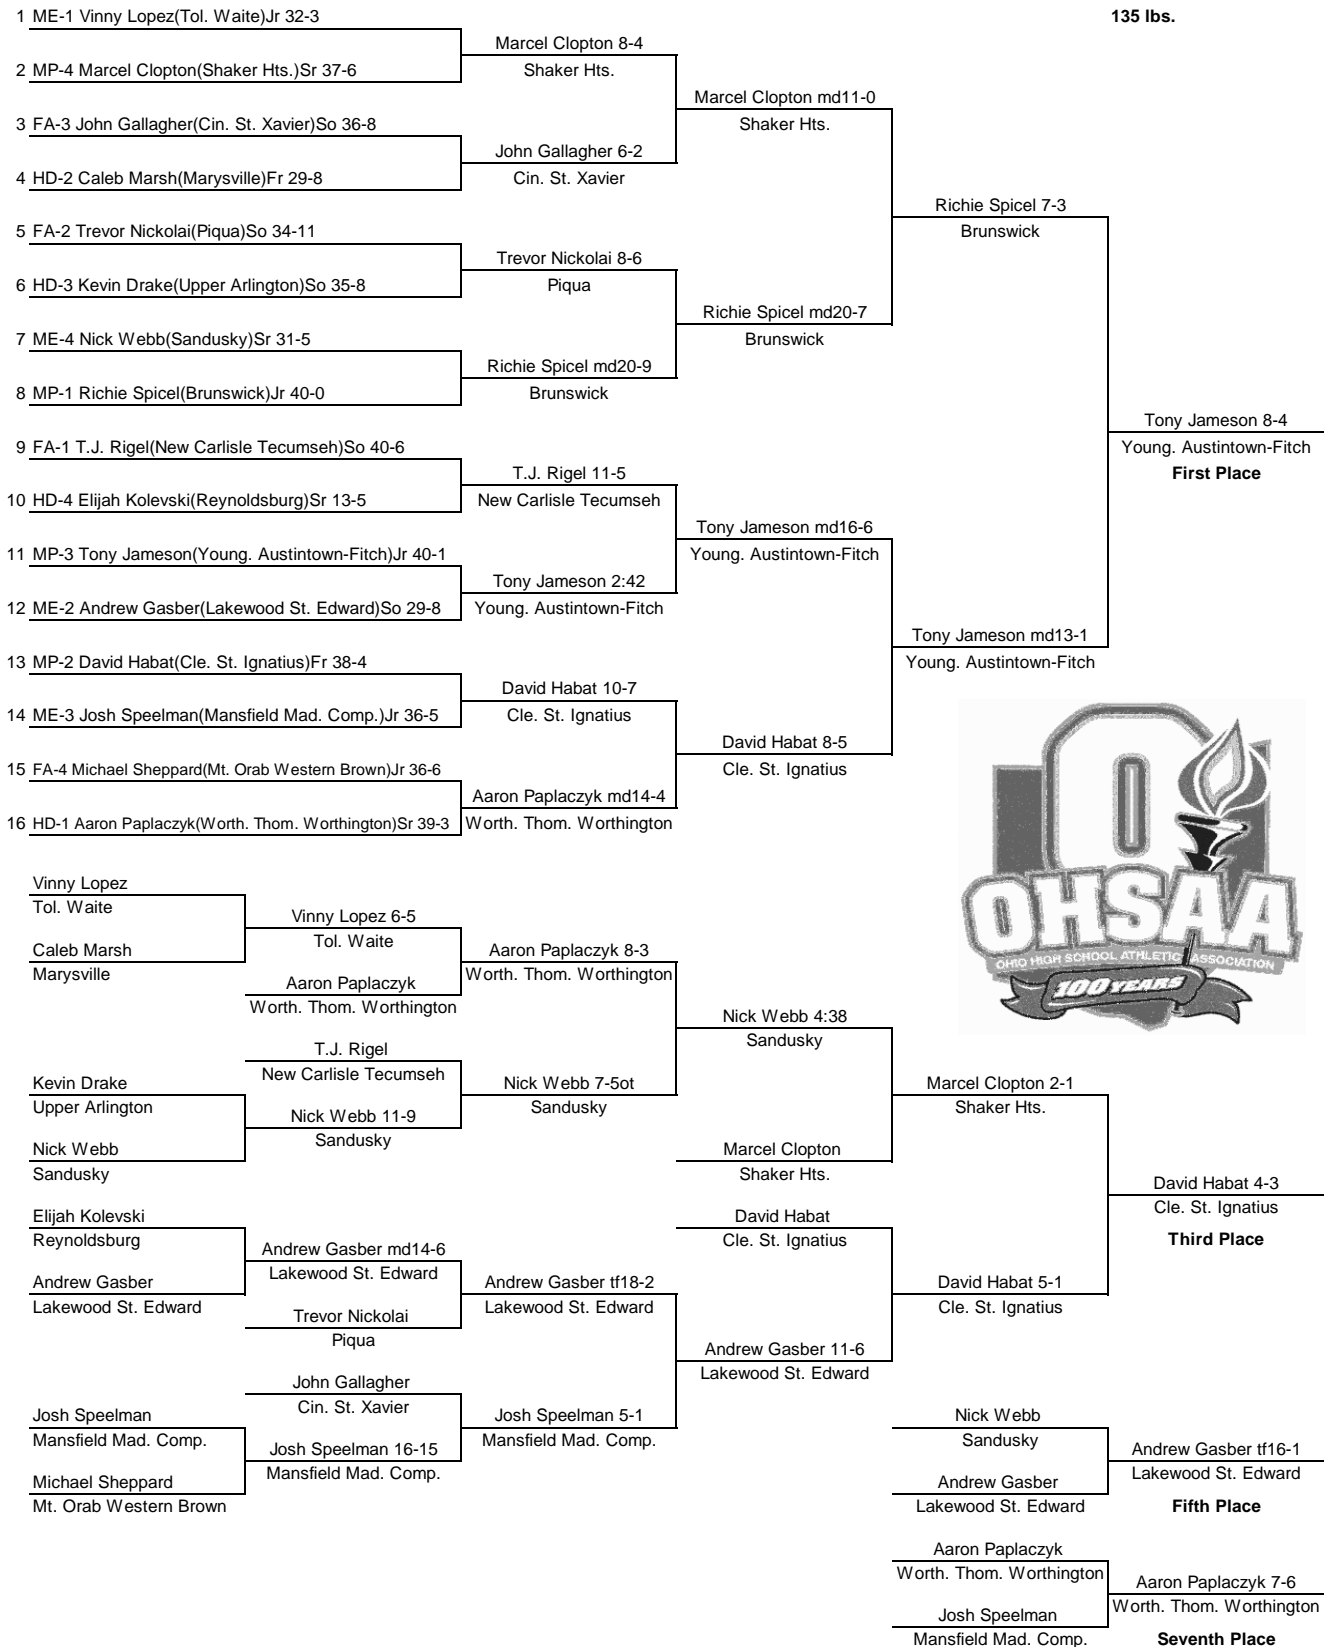 135 lbs.
1 ME-1 Vinny Lopez(Tol. Waite)Jr 32-3
Marcel Clopton 8-4
2 MP-4 Marcel Clopton(Shaker Hts.)Sr 37-6
Shaker Hts.
Marcel Clopton md11-0
Shaker Hts.
3 FA-3 John Gallagher(Cin. St. Xavier)So 36-8
John Gallagher 6-2
4 HD-2 Caleb Marsh(Marysville)Fr 29-8
Cin. St. Xavier
Richie Spicel 7-3
Brunswick
5 FA-2 Trevor Nickolai(Piqua)So 34-11
Trevor Nickolai 8-6
6 HD-3 Kevin Drake(Upper Arlington)So 35-8
Piqua
Richie Spicel md20-7
Brunswick
7 ME-4 Nick Webb(Sandusky)Sr 31-5
Richie Spicel md20-9
8 MP-1 Richie Spicel(Brunswick)Jr 40-0
Brunswick
Tony Jameson 8-4
Young. Austintown-Fitch
First Place
9 FA-1 T.J. Rigel(New Carlisle Tecumseh)So 40-6
T.J. Rigel 11-5
10 HD-4 Elijah Kolevski(Reynoldsburg)Sr 13-5
New Carlisle Tecumseh
Tony Jameson md16-6
Young. Austintown-Fitch
11 MP-3 Tony Jameson(Young. Austintown-Fitch)Jr 40-1
Tony Jameson 2:42
12 ME-2 Andrew Gasber(Lakewood St. Edward)So 29-8
Young. Austintown-Fitch
Tony Jameson md13-1
Young. Austintown-Fitch
13 MP-2 David Habat(Cle. St. Ignatius)Fr 38-4
David Habat 10-7
14 ME-3 Josh Speelman(Mansfield Mad. Comp.)Jr 36-5
Cle. St. Ignatius
David Habat 8-5
Cle. St. Ignatius
15 FA-4 Michael Sheppard(Mt. Orab Western Brown)Jr 36-6
Aaron Paplaczyk md14-4
16 HD-1 Aaron Paplaczyk(Worth. Thom. Worthington)Sr 39-3
Worth. Thom. Worthington
O
OHSAA
OHIO HIGH SCHOOL ATHLETIC ASSOCIATION
100 YEARS
Vinny Lopez
Tol. Waite
Vinny Lopez 6-5
Tol. Waite
Caleb Marsh
Marysville
Aaron Paplaczyk 8-3
Worth. Thom. Worthington
Aaron Paplaczyk
Worth. Thom. Worthington
Nick Webb 4:38
Sandusky
T.J. Rigel
New Carlisle Tecumseh
Kevin Drake
Upper Arlington
Nick Webb 7-5ot
Sandusky
Marcel Clopton 2-1
Shaker Hts.
Nick Webb 11-9
Sandusky
Nick Webb
Sandusky
Marcel Clopton
Shaker Hts.
David Habat 4-3
Cle. St. Ignatius
Third Place
Elijah Kolevski
Reynoldsburg
David Habat
Cle. St. Ignatius
Andrew Gasber md14-6
Lakewood St. Edward
Andrew Gasber
Lakewood St. Edward
Andrew Gasber tf18-2
Lakewood St. Edward
David Habat 5-1
Cle. St. Ignatius
Trevor Nickolai
Piqua
Andrew Gasber 11-6
Lakewood St. Edward
John Gallagher
Cin. St. Xavier
Josh Speelman
Mansfield Mad. Comp.
Josh Speelman 5-1
Mansfield Mad. Comp.
Josh Speelman 16-15
Mansfield Mad. Comp.
Michael Sheppard
Mt. Orab Western Brown
Nick Webb
Sandusky
Andrew Gasber tf16-1
Lakewood St. Edward
Andrew Gasber
Lakewood St. Edward
Fifth Place
Aaron Paplaczyk
Worth. Thom. Worthington
Aaron Paplaczyk 7-6
Worth. Thom. Worthington
Josh Speelman
Mansfield Mad. Comp.
Seventh Place